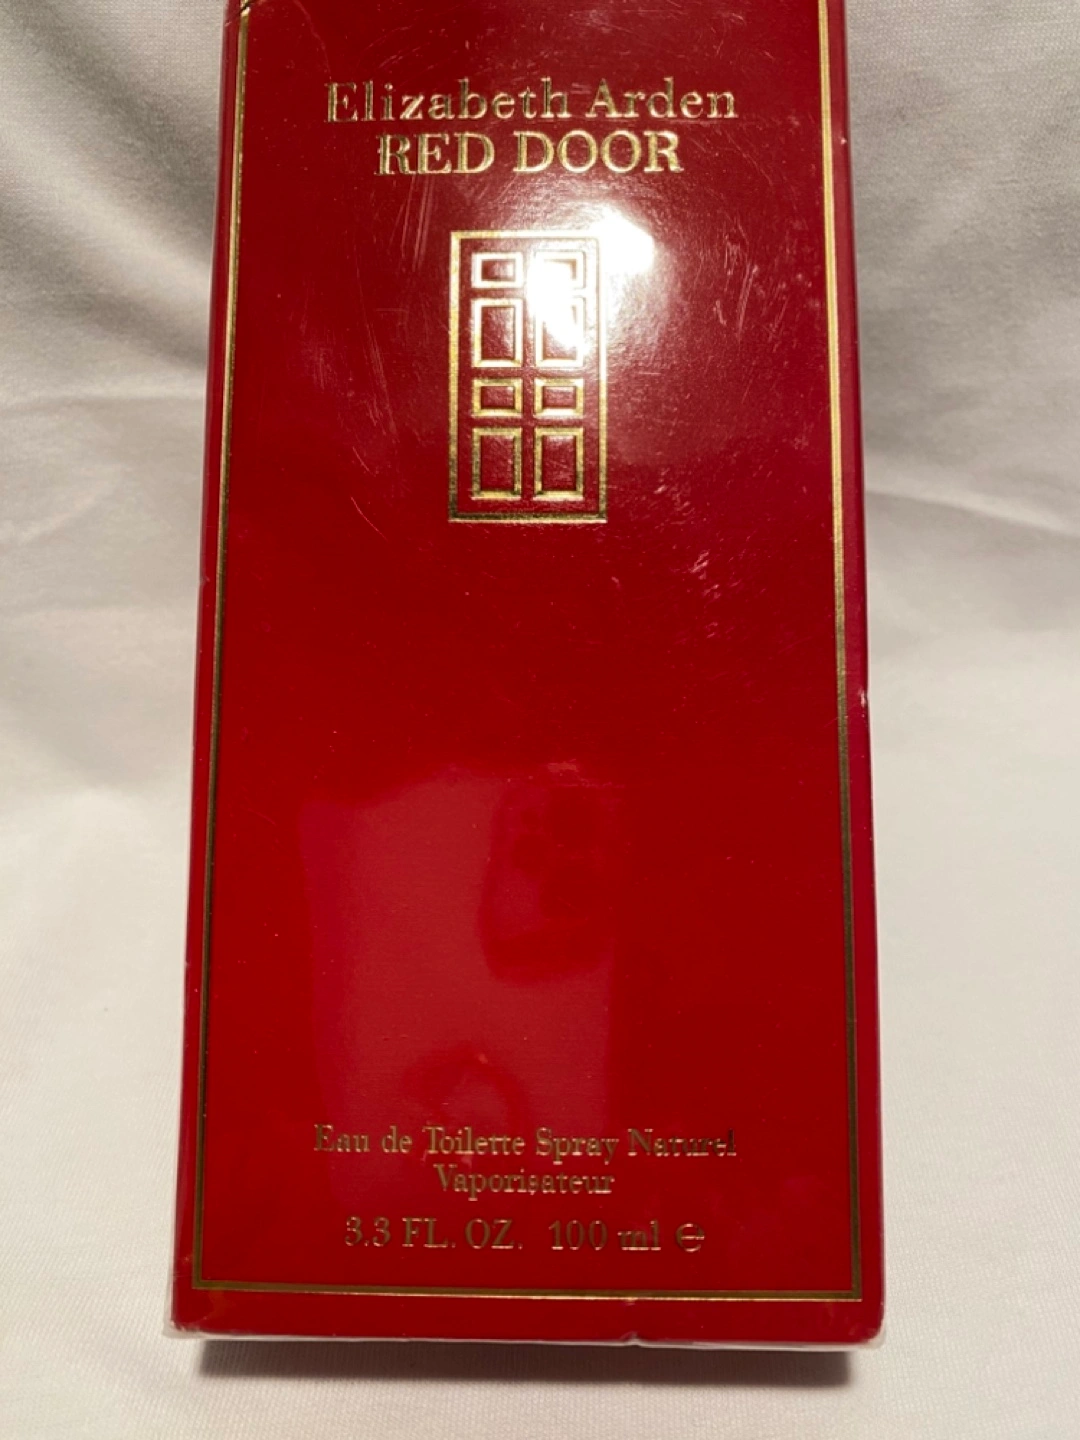 Elizabeth Arden
RED DOOR
Eau de Toilette Spray Naturel
Vaporisateur
3.3 FL. OZ. 100 ml ℮